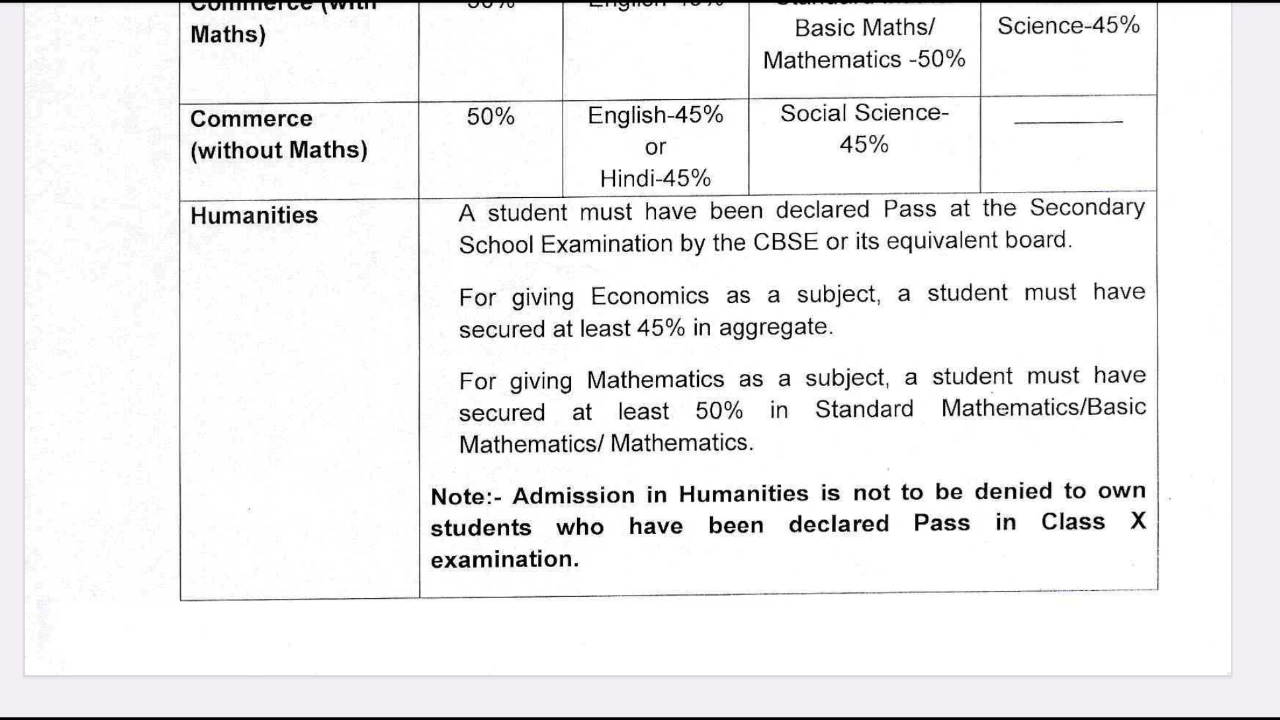 Commerce (with
Maths)
Basic Maths/
Mathematics -50%
Science-45%
Commerce
(without Maths)
50%
English-45%
or
Hindi-45%
Social Science-
45%
Humanities
A student must have been declared Pass at the Secondary
School Examination by the CBSE or its equivalent board.
For giving Economics as a subject, a student must have
secured at least 45% in aggregate.
For giving Mathematics as a subject, a student must have
secured at least 50% in Standard Mathematics/Basic
Mathematics/ Mathematics.
Note:- Admission in Humanities is not to be denied to own
students who have been declared Pass in Class X
examination.